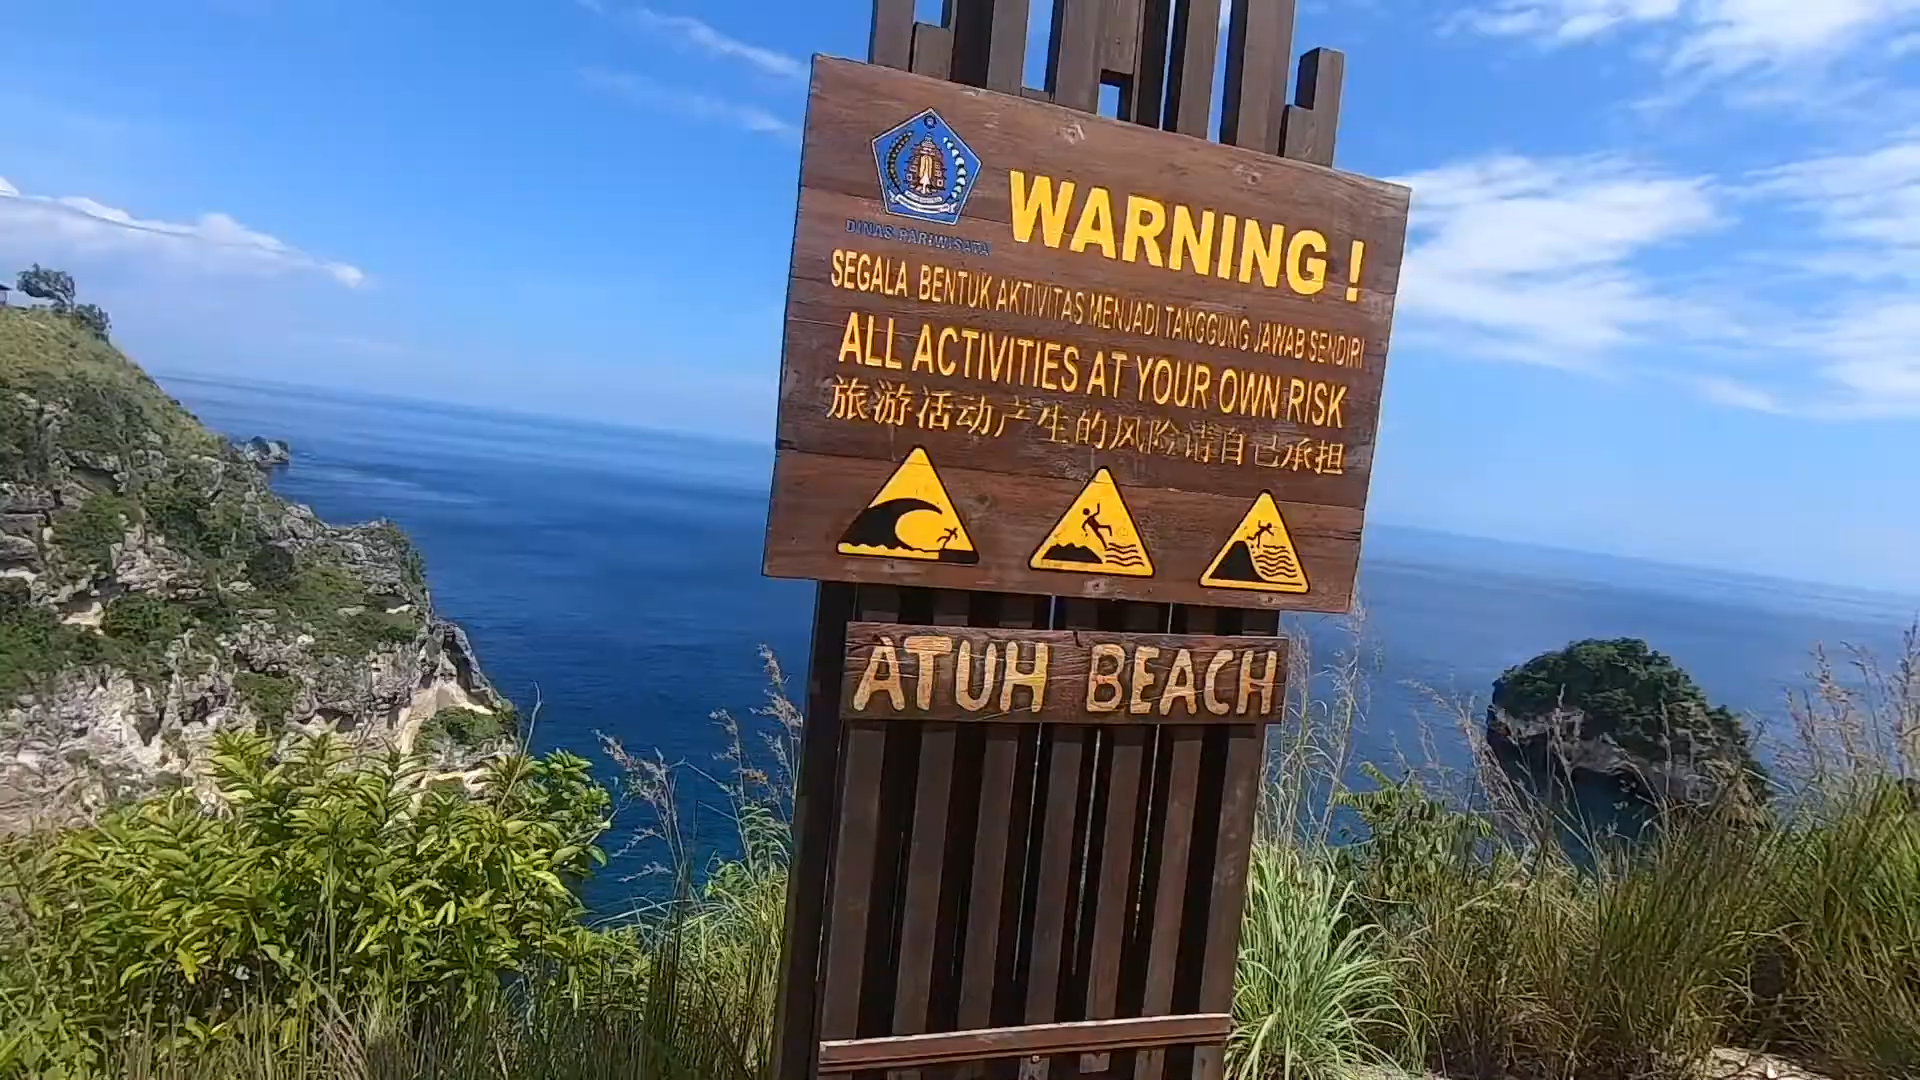 WARNING !
DINAS PARIWISATA
SEGALA BENTUK AKTIVITAS MENJADI TANGGUNG JAWAB SENDIRI
ALL ACTIVITIES AT YOUR OWN RISK
旅游活动产生的风险请自己承担
ATUH BEACH